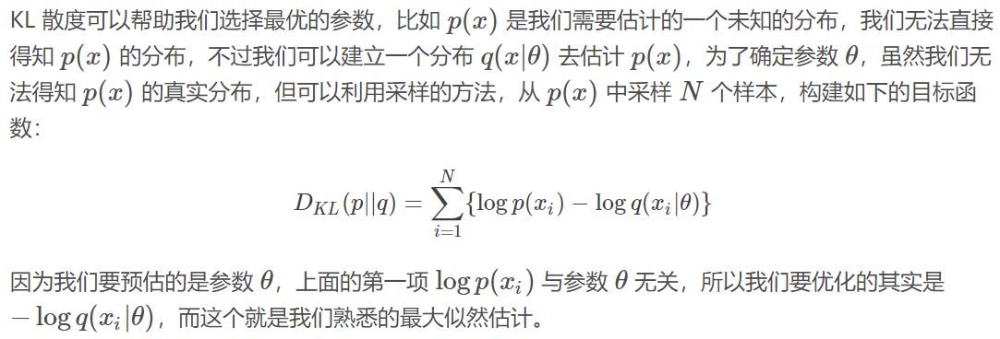 KL 散度可以帮助我们选择最优的参数，比如 p(x) 是我们需要估计的一个未知的分布，我们无法直接
得知 p(x) 的分布，不过我们可以建立一个分布 q(x|θ) 去估计 p(x)，为了确定参数 θ，虽然我们无
法得知 p(x) 的真实分布，但可以利用采样的方法，从 p(x) 中采样 N 个样本，构建如下的目标函
数：
D_{KL}(p||q) = \sum_{i=1}^{N} {log p(x_i) − log q(x_i|θ)}
因为我们要预估的是参数 θ，上面的第一项 log p(x_i) 与参数 θ 无关，所以我们要优化的其实是
− log q(x_i|θ)，而这个就是我们熟悉的最大似然估计。